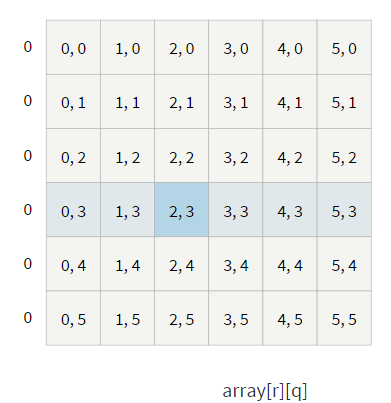 0 0, 0 1, 0 2, 0 3, 0 4, 0 5, 0
0 0, 1 1, 1 2, 1 3, 1 4, 1 5, 1
0 0, 2 1, 2 2, 2 3, 2 4, 2 5, 2
0 0, 3 1, 3 2, 3 3, 3 4, 3 5, 3
0 0, 4 1, 4 2, 4 3, 4 4, 4 5, 4
0 0, 5 1, 5 2, 5 3, 5 4, 5 5, 5
array[r][q]